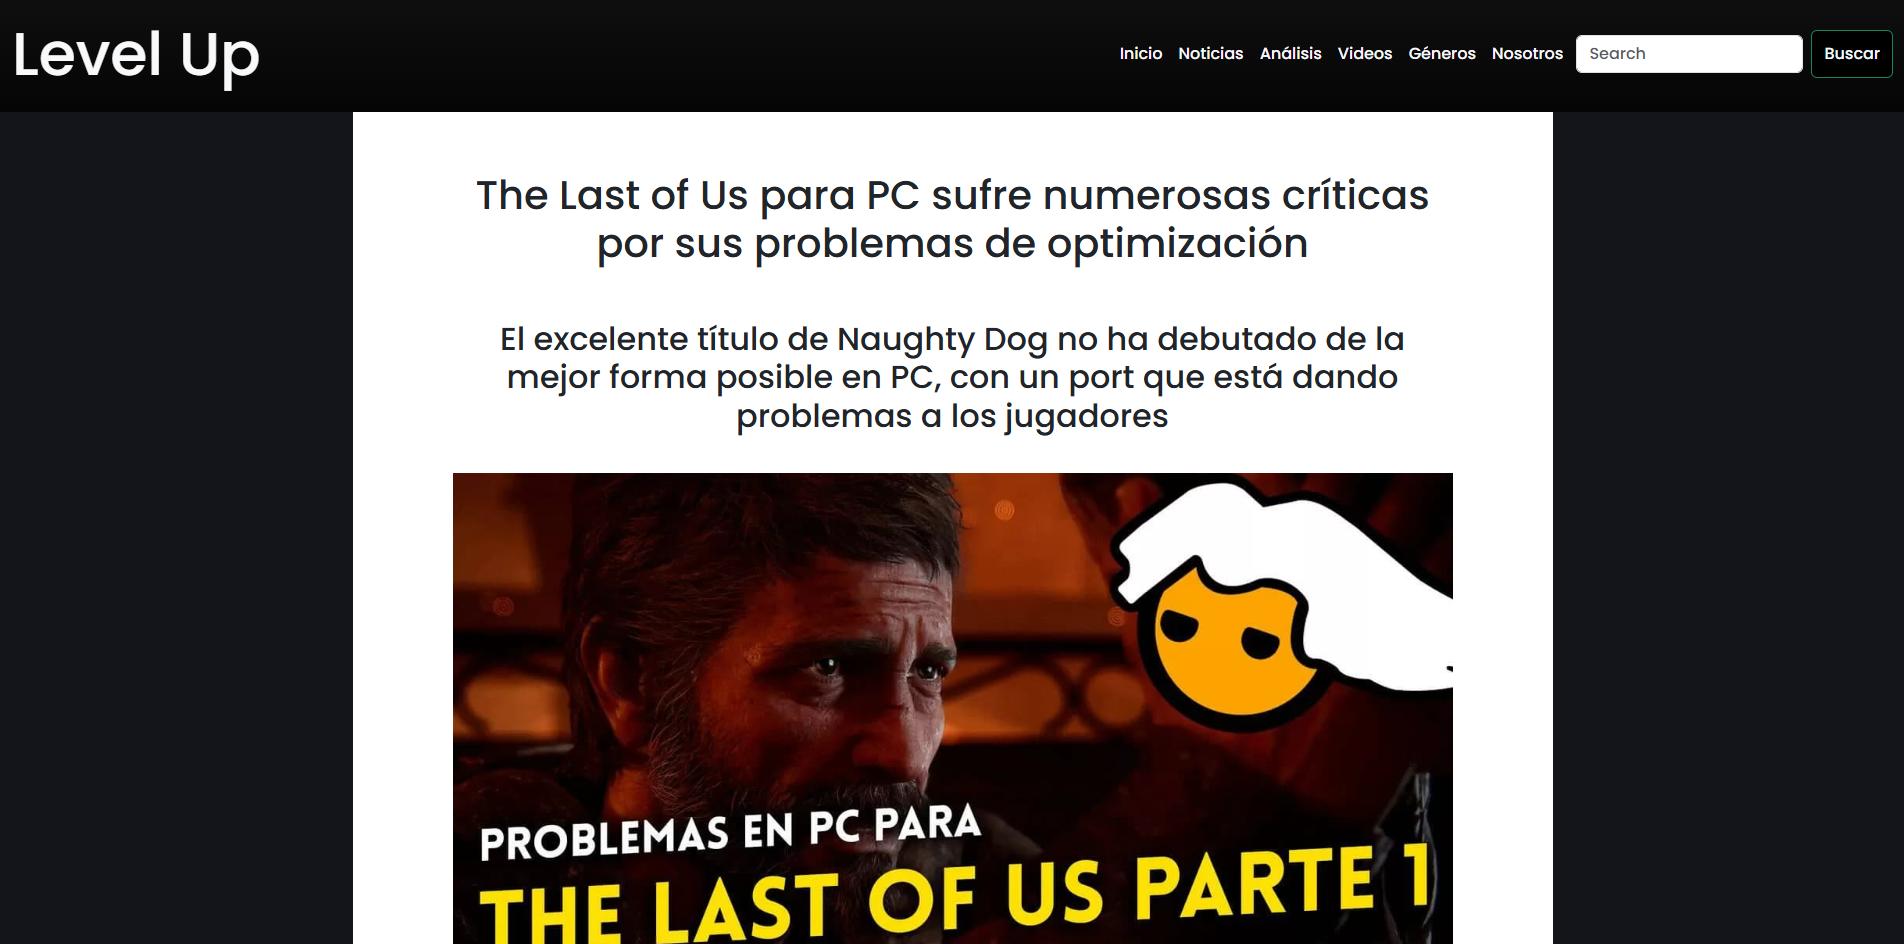 Level Up
Inicio Noticias Análisis Videos Géneros Nosotros Search Buscar
The Last of Us para PC sufre numerosas críticas
por sus problemas de optimización
El excelente título de Naughty Dog no ha debutado de la
mejor forma posible en PC, con un port que está dando
problemas a los jugadores
PROBLEMAS EN PC PARA
THE LAST OF US PARTE 1